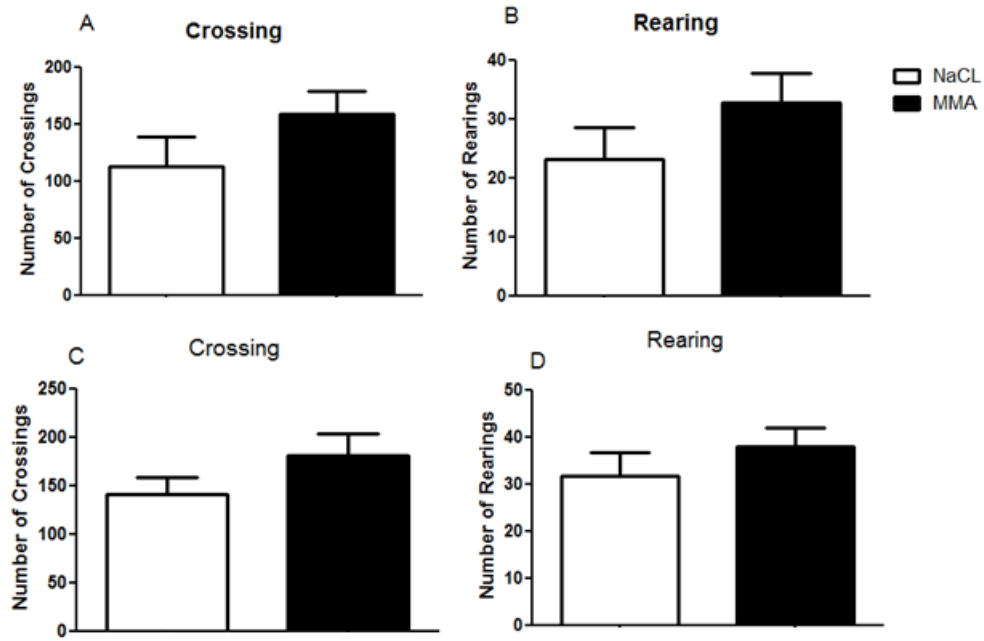 A
Crossing
Number of Crossings
200
150
100
50
0
B
Rearing
Number of Rearings
40
30
20
10
0
NaCL
MMA
C
Crossing
Number of Crossings
250
200
150
100
50
0
D
Rearing
Number of Rearings
50
40
30
20
10
0